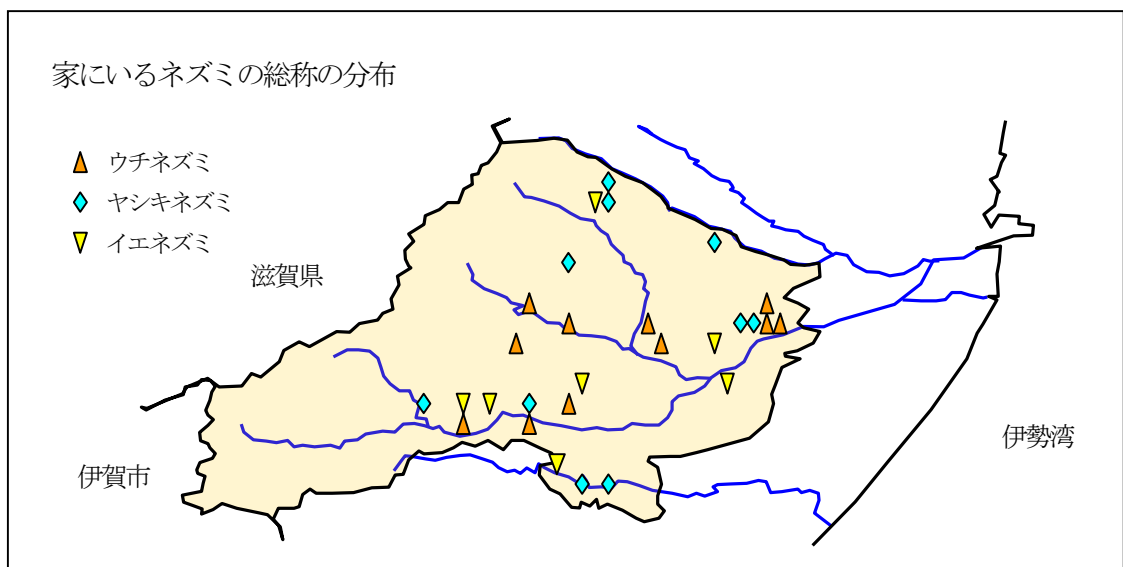 家にいるネズミの総称の分布
ウチネズミ
ヤシキネズミ
イエネズミ
滋賀県
伊賀市
伊勢湾